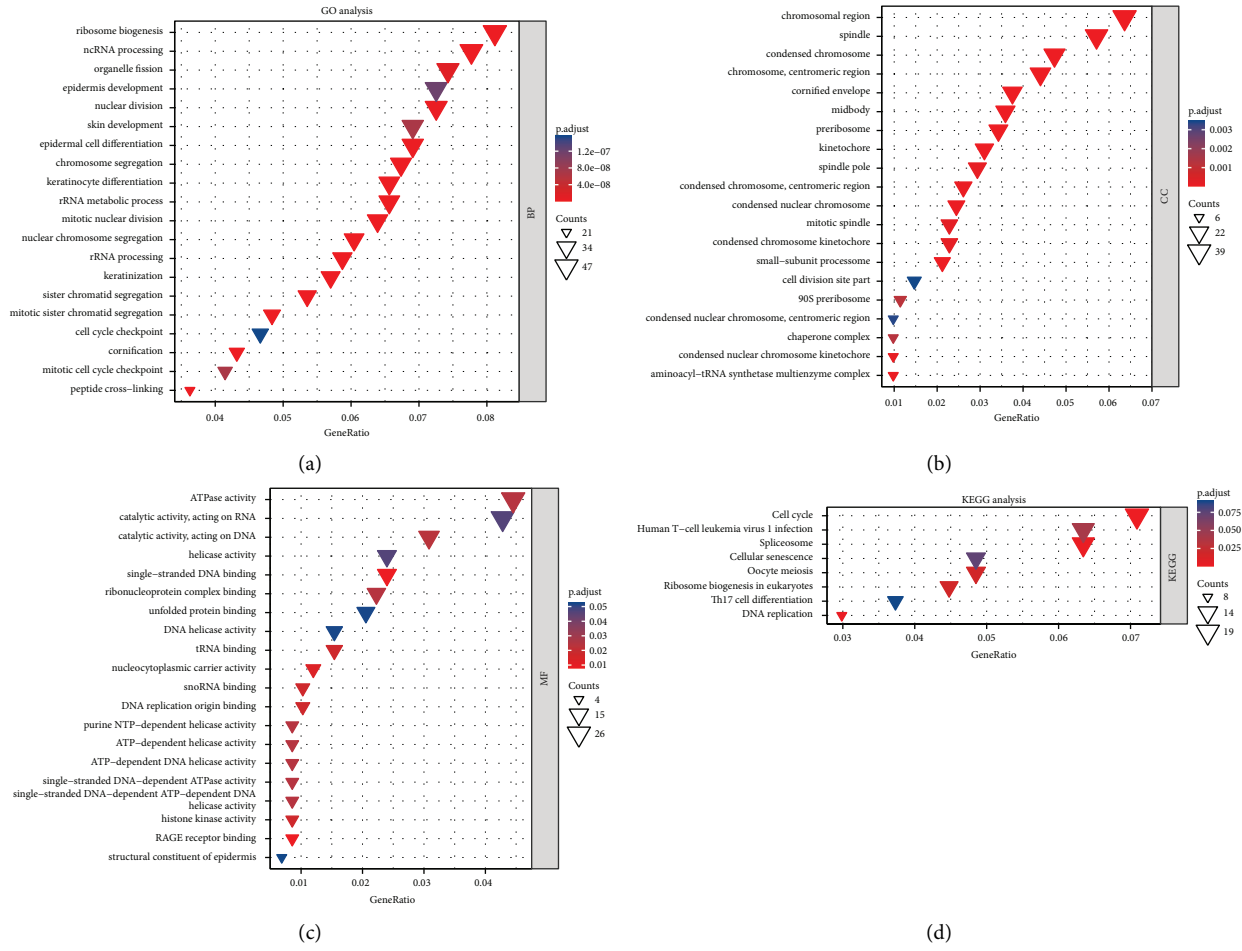 GO analysis
ribosome biogenesis
ncRNA processing
organelle fission
epidermis development
nuclear division
skin development
epidermal cell differentiation
chromosome segregation
keratinocyte differentiation
rRNA metabolic process
mitotic nuclear division
nuclear chromosome segregation
rRNA processing
keratinization
sister chromatid segregation
mitotic sister chromatid segregation
cell cycle checkpoint
cornification
mitotic cell cycle checkpoint
peptide cross−linking
0.04 0.05 0.06 0.07 0.08
GeneRatio
BP
p.adjust
1.2e−07
8.0e−08
4.0e−08
Counts
21
34
47
(a)
chromosomal region
spindle
condensed chromosome
chromosome, centromeric region
cornified envelope
midbody
preribosome
kinetochore
spindle pole
condensed chromosome, centromeric region
condensed nuclear chromosome
mitotic spindle
condensed chromosome kinetochore
small−subunit processome
cell division site part
90S preribosome
condensed nuclear chromosome, centromeric region
chaperone complex
condensed nuclear chromosome kinetochore
aminoacyl−tRNA synthetase multienzyme complex
0.01 0.02 0.03 0.04 0.05 0.06 0.07
GeneRatio
CC
p.adjust
0.003
0.002
0.001
Counts
6
22
39
(b)
ATPase activity
catalytic activity, acting on RNA
catalytic activity, acting on DNA
helicase activity
single−stranded DNA binding
ribonucleoprotein complex binding
unfolded protein binding
DNA helicase activity
tRNA binding
nucleocytoplasmic carrier activity
snoRNA binding
DNA replication origin binding
purine NTP−dependent helicase activity
ATP−dependent helicase activity
ATP−dependent DNA helicase activity
single−stranded DNA−dependent ATPase activity
single−stranded DNA−dependent ATP−dependent DNA
helicase activity
histone kinase activity
RAGE receptor binding
structural constituent of epidermis
0.01 0.02 0.03 0.04
GeneRatio
MF
p.adjust
0.05
0.04
0.03
0.02
0.01
Counts
4
15
26
(c)
KEGG analysis
Cell cycle
Human T−cell leukemia virus 1 infection
Spliceosome
Cellular senescence
Oocyte meiosis
Ribosome biogenesis in eukaryotes
Th17 cell differentiation
DNA replication
0.03 0.04 0.05 0.06 0.07
GeneRatio
KEGG
p.adjust
0.075
0.050
0.025
Counts
8
14
19
(d)